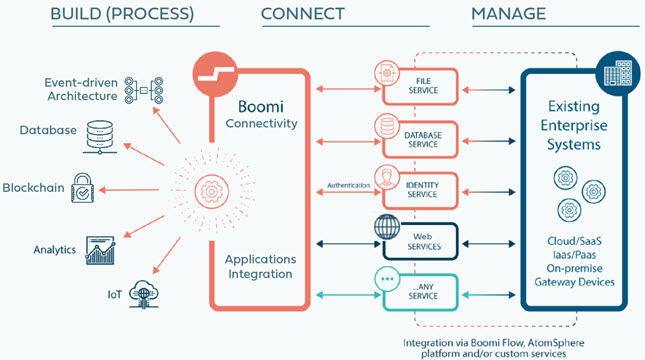 BUILD (PROCESS)
CONNECT
MANAGE
Event-driven
Architecture
Database
Blockchain
Analytics
IoT
Boomi
Connectivity
Applications
Integration
Authentication
FILE
SERVICE
DATABASE
SERVICE
IDENTITY
SERVICE
Web
SERVICES
...ANY
SERVICE
Existing
Enterprise
Systems
Cloud/SaaS
Iaas/Paas
On-premise
Gateway Devices
Integration via Boomi Flow, AtomSphere
platform and/or custom services